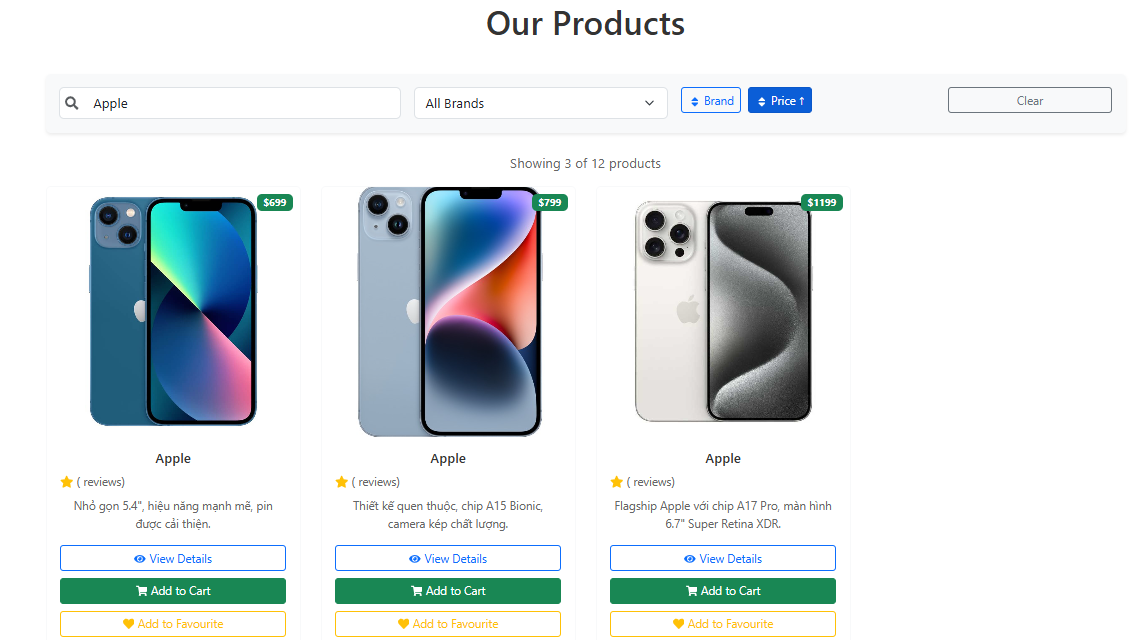 Our Products
Apple
All Brands
Brand
Price ↑
Clear
Showing 3 of 12 products
$699
$799
$1199
Apple
( reviews)
Nhỏ gọn 5.4", hiệu năng mạnh mẽ, pin
được cải thiện.
View Details
Add to Cart
Add to Favourite
Apple
( reviews)
Thiết kế quen thuộc, chip A15 Bionic,
camera kép chất lượng.
View Details
Add to Cart
Add to Favourite
Apple
( reviews)
Flagship Apple với chip A17 Pro, màn hình
6.7" Super Retina XDR.
View Details
Add to Cart
Add to Favourite